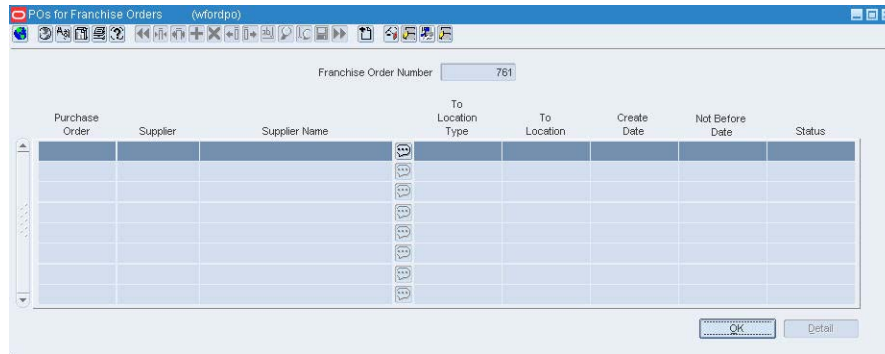 POs for Franchise Orders (wfordpo)
Franchise Order Number 761
Purchase Order
Supplier
Supplier Name
To Location Type
To Location
Create Date
Not Before Date
Status
OK
Detail